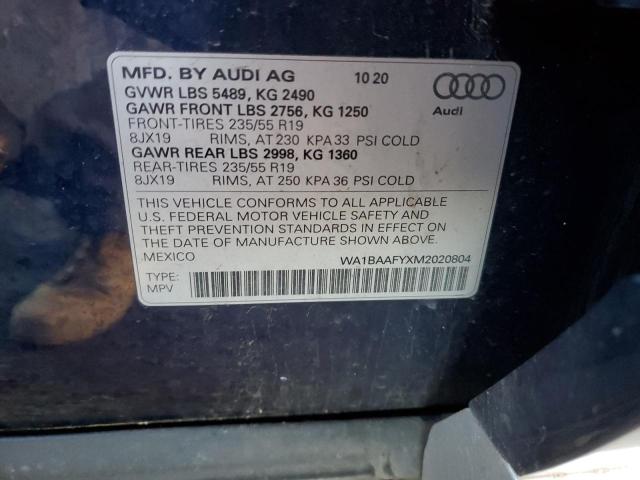 MFD. BY AUDI AG 10 20
GVWR LBS 5489, KG 2490
GAWR FRONT LBS 2756, KG 1250
Audi
FRONT-TIRES 235/55 R19
8JX19 RIMS, AT 230 KPA 33 PSI COLD
GAWR REAR LBS 2998, KG 1360
REAR-TIRES 235/55 R19
8JX19 RIMS, AT 250 KPA 36 PSI COLD
THIS VEHICLE CONFORMS TO ALL APPLICABLE
U.S. FEDERAL MOTOR VEHICLE SAFETY AND
THEFT PREVENTION STANDARDS IN EFFECT ON
THE DATE OF MANUFACTURE SHOWN ABOVE.
MEXICO WA1BAAFYXM2020804
TYPE:
MPV